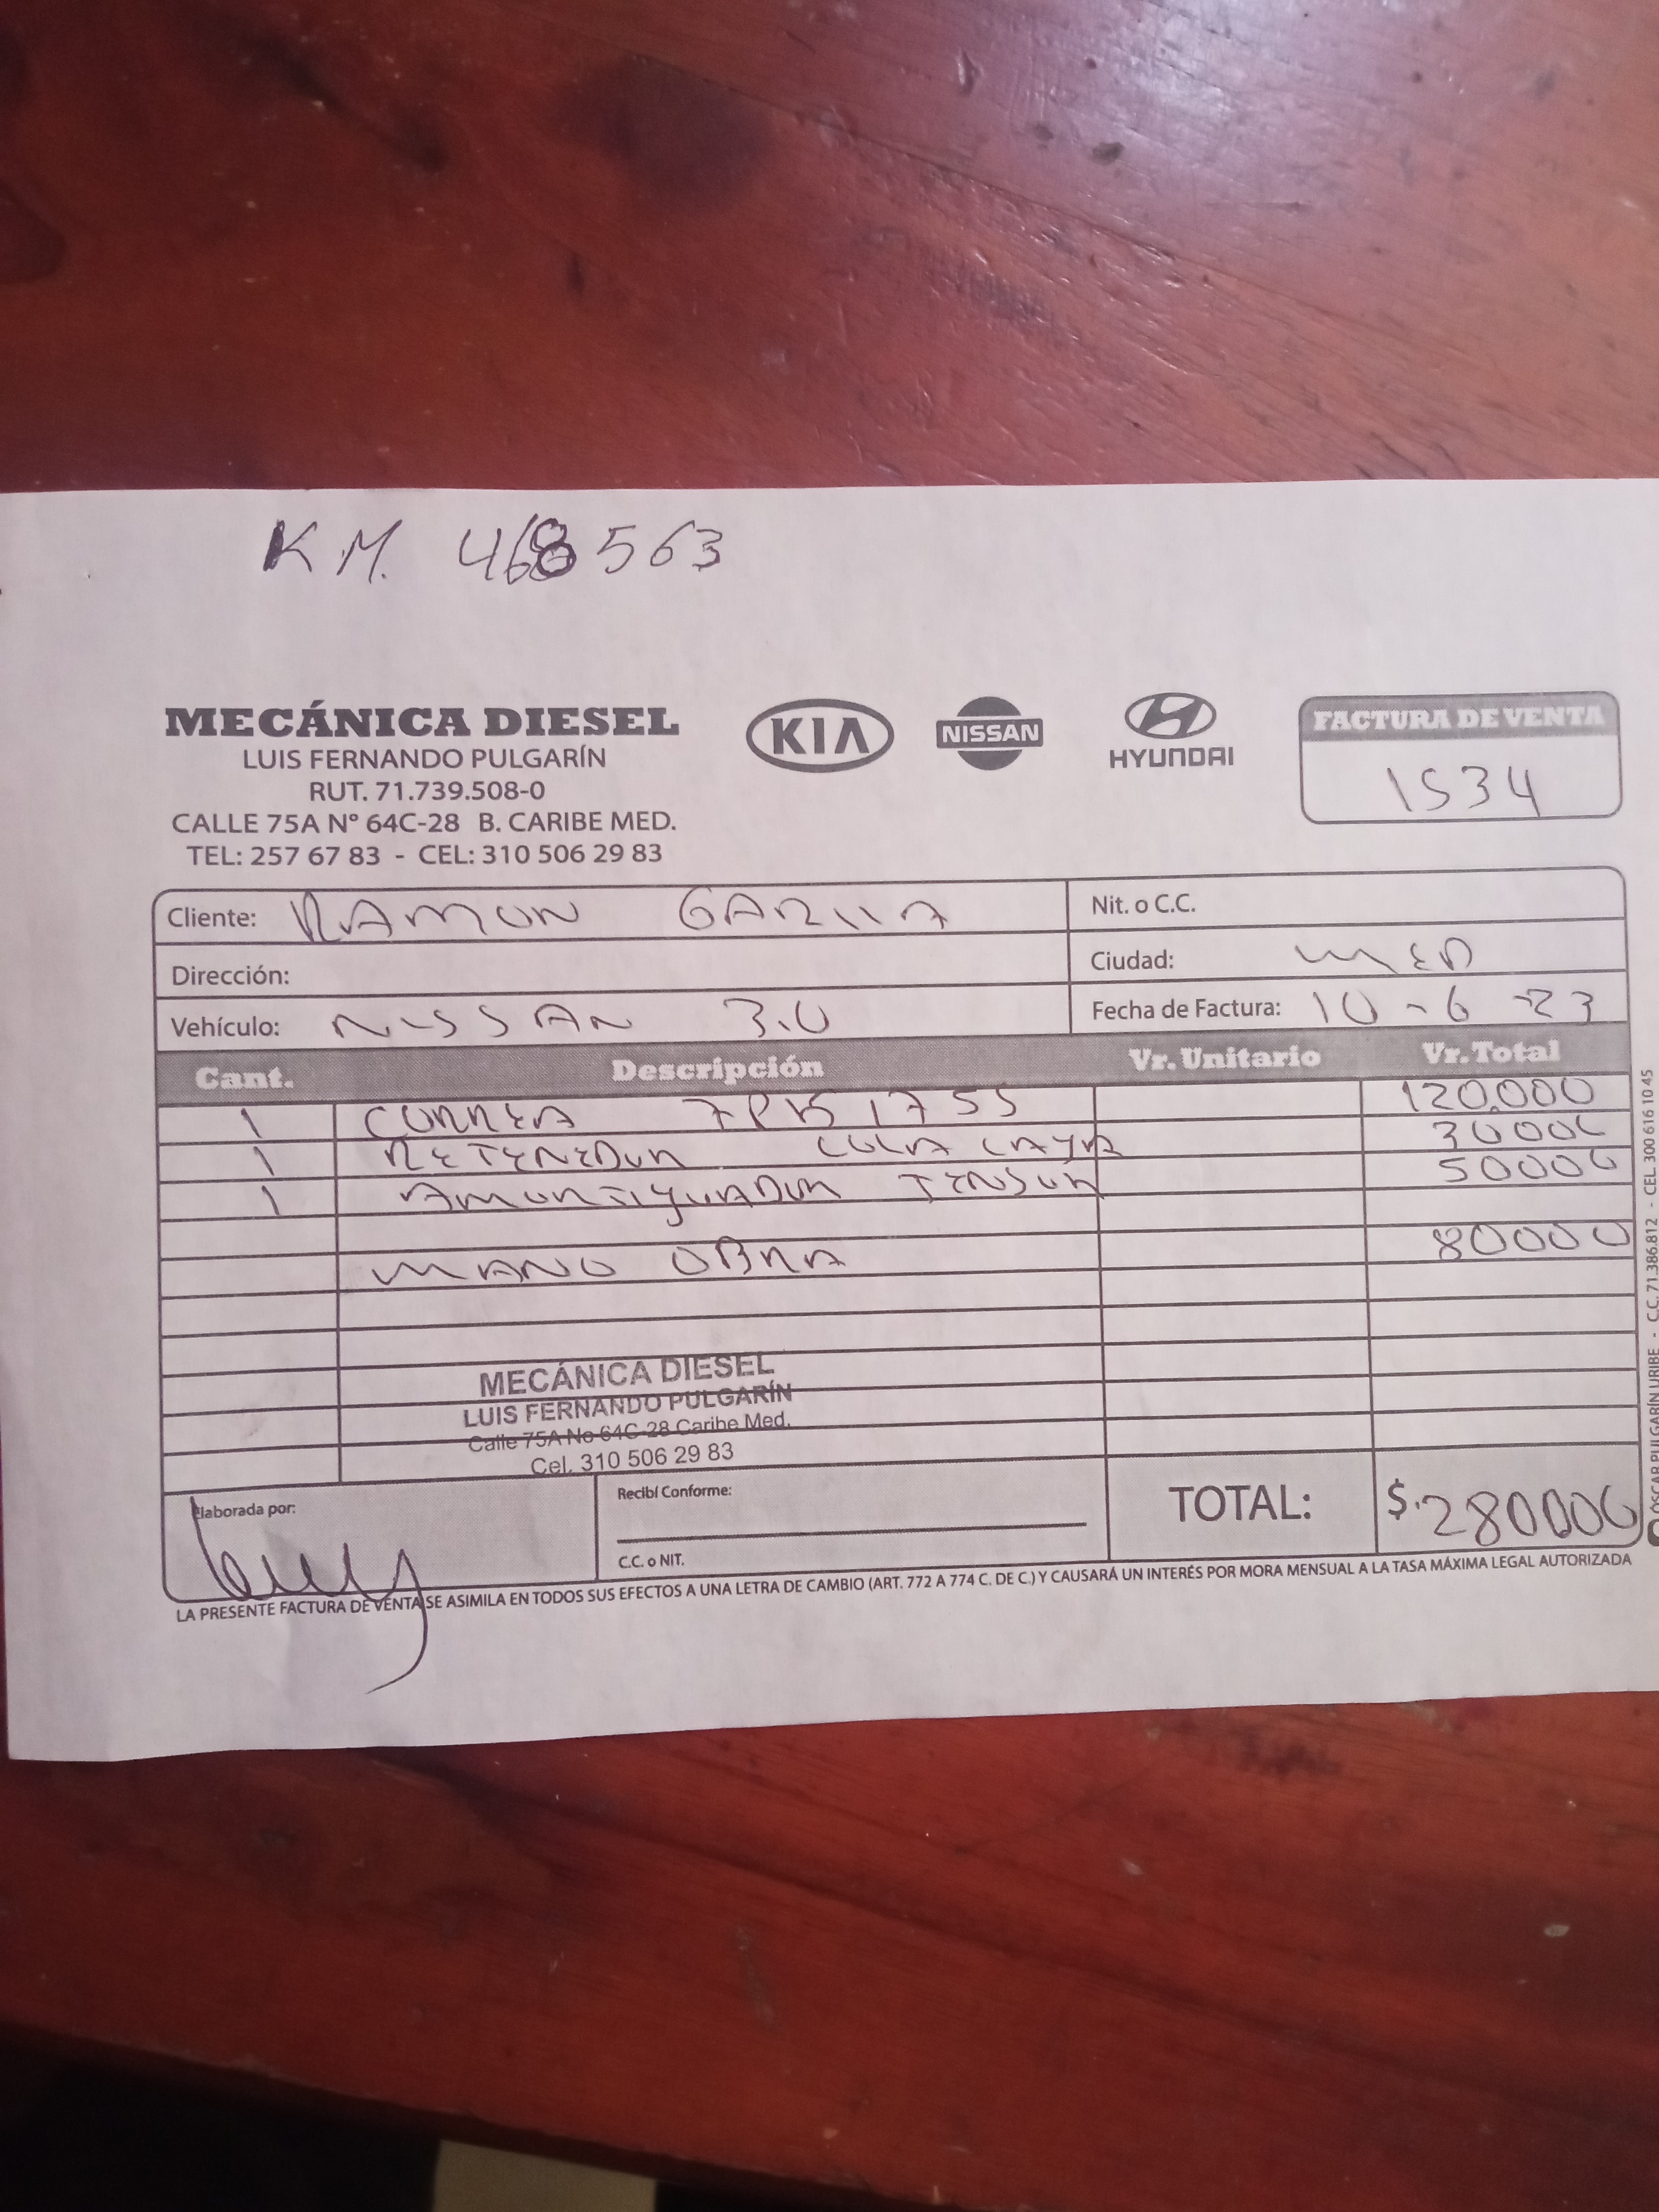 KM. 468563
MECÁNICA DIESEL
LUIS FERNANDO PULGARÍN
RUT. 71.739.508-0
CALLE 75A N° 64C-28 B. CARIBE MED.
TEL: 257 67 83 - CEL: 310 506 29 83
KIA
NISSAN
HYUNDAI
FACTURA DE VENTA
1534
Cliente: RAMON GARCIA
Nit. o C.C.
Dirección:
Ciudad: MED
Vehículo: NISSAN 3.0
Fecha de Factura: 10-6-23
Cant. Descripción Vr. Unitario Vr. Total
1 CORREA 7PK1755 120.000
1 RETENEDOR COLA CAJA 30000
1 AMORTIGUADOR TENSOR 50000
MANO OBRA 80000
MECÁNICA DIESEL
LUIS FERNANDO PULGARÍN
Calle 75A No 64C-28 Caribe Med.
Cel. 310 506 29 83
Elaborada por:
Recibí Conforme:
C.C. o NIT.
TOTAL: $.280000
LA PRESENTE FACTURA DE VENTA SE ASIMILA EN TODOS SUS EFECTOS A UNA LETRA DE CAMBIO (ART. 772 A 774 C. DE C.) Y CAUSARÁ UN INTERÉS POR MORA MENSUAL A LA TASA MÁXIMA LEGAL AUTORIZADA
ÓSCAR PULGARÍN URIBE - C.C. 71.386.812 - CEL. 300 616 10 45